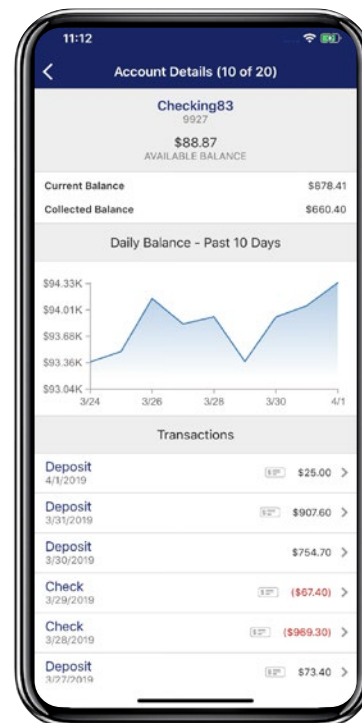 11:12
Account Details (10 of 20)
Checking83
9927
$88.87
AVAILABLE BALANCE
Current Balance $878.41
Collected Balance $660.40
Daily Balance - Past 10 Days
$94.33K
$94.01K
$93.68K
$93.36K
$93.04K
3/24 3/26 3/28 3/30 4/1
Transactions
Deposit
4/1/2019 $25.00
Deposit
3/31/2019 $907.60
Deposit
3/30/2019 $754.70
Check
3/29/2019 ($67.40)
Check
3/28/2019 ($969.30)
Deposit
3/27/2019 $73.40